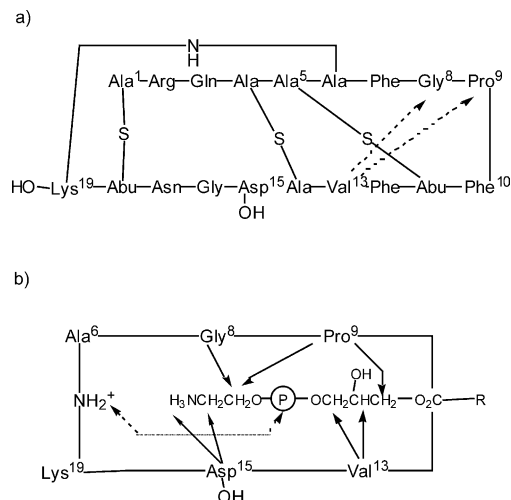 a)
N
H
Ala1 Arg Gln Ala Ala5 Ala Phe Gly8 Pro9
S S S
HO Lys19 Abu Asn Gly Asp15 Ala Val13 Phe Abu Phe10
OH
b)
Ala6 Gly8 Pro9
OH
NH2+ H3NCH2CH2O P OCH2CHCH2 O2C R
Lys19 Asp15 Val13
OH